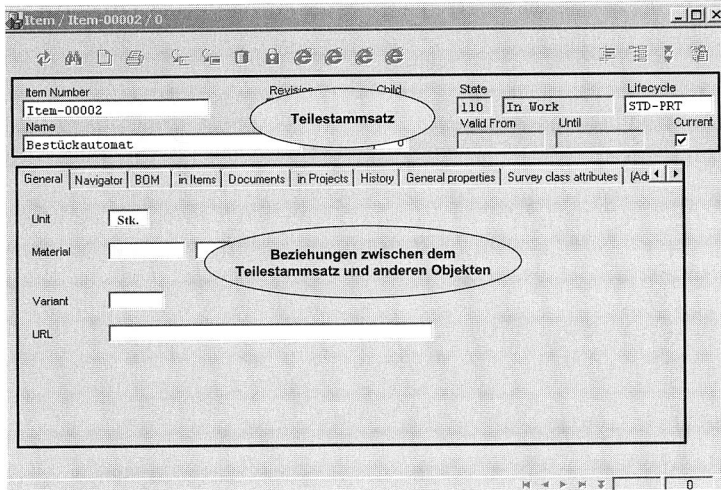 Item / Item-00002 / 0
Item Number Revision Child State Lifecycle
Item-00002 110 In Work STD-PRT
Teilestammsatz
Name Valid From Until Current
Bestückautomat 0
General Navigator BOM in Items Documents in Projects History General properties Survey class attributes
Unit Stk.
Material
Beziehungen zwischen dem
Teilestammsatz und anderen Objekten
Variant
URL
0